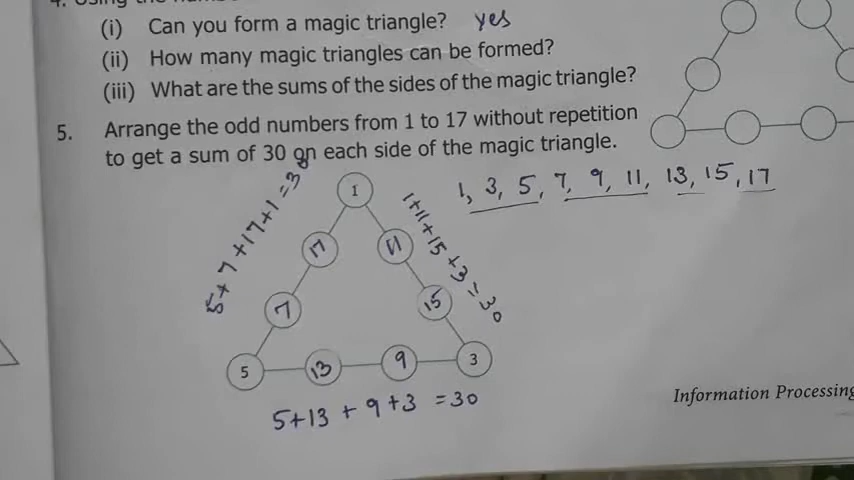 (i) Can you form a magic triangle? yes
(ii) How many magic triangles can be formed?
(iii) What are the sums of the sides of the magic triangle?
5. Arrange the odd numbers from 1 to 17 without repetition
to get a sum of 30 on each side of the magic triangle.
1, 3, 5, 7, 9, 11, 13, 15, 17
5+7+17+1=30
1+11+15+3=30
1
17 11
7 15
5 13 9 3
5+13+9+3 =30
Information Processing